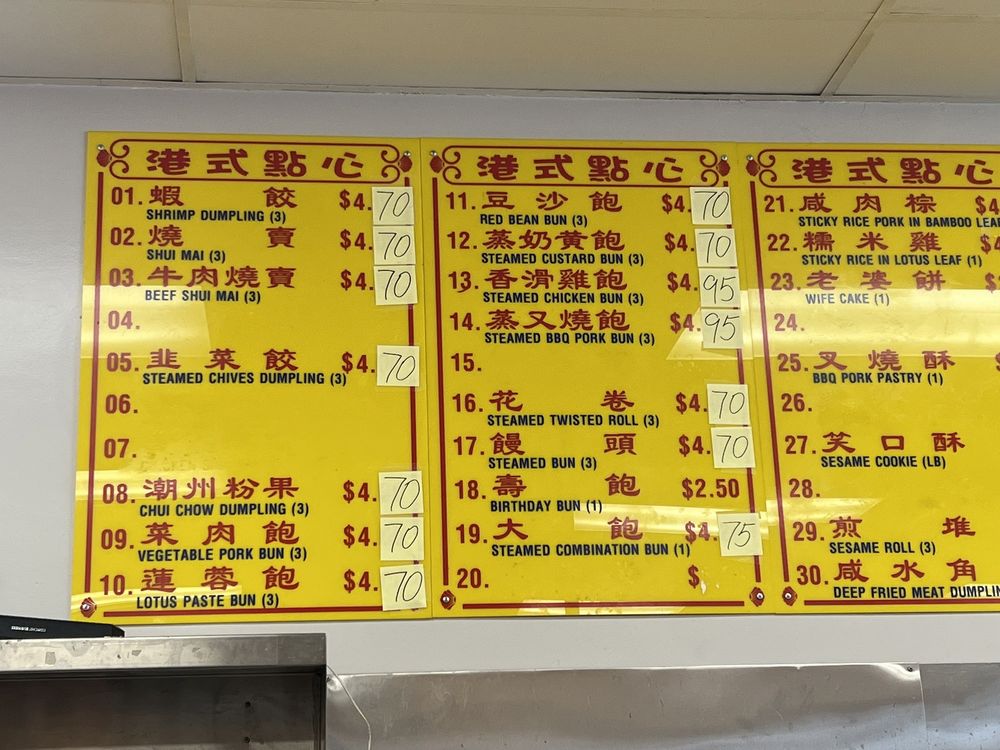 港式點心
01. 蝦 餃 $4.70
SHRIMP DUMPLING (3)
02. 燒 賣 $4.70
SHUI MAI (3)
03. 牛肉燒賣 $4.70
BEEF SHUI MAI (3)
04.
05. 韭菜餃 $4.70
STEAMED CHIVES DUMPLING (3)
06.
07.
08. 潮州粉果 $4.70
CHUI CHOW DUMPLING (3)
09. 菜肉飽 $4.70
VEGETABLE PORK BUN (3)
10. 蓮蓉飽 $4.70
LOTUS PASTE BUN (3)
港式點心
11. 豆沙飽 $4.70
RED BEAN BUN (3)
12. 蒸奶黄飽 $4.70
STEAMED CUSTARD BUN (3)
13. 香滑雞飽 $4.95
STEAMED CHICKEN BUN (3)
14. 蒸叉燒飽 $4.95
STEAMED BBQ PORK BUN (3)
15.
16. 花 卷 $4.70
STEAMED TWISTED ROLL (3)
17. 饅 頭 $4.70
STEAMED BUN (3)
18. 壽 飽 $2.50
BIRTHDAY BUN (1)
19. 大 飽 $4.75
STEAMED COMBINATION BUN (1)
20. $
港式點心
21. 咸肉粽 $4
STICKY RICE PORK IN BAMBOO LEAF
22. 糯米雞 $4
STICKY RICE IN LOTUS LEAF (1)
23. 老婆餅 $
WIFE CAKE (1)
24.
25. 叉燒酥
BBQ PORK PASTRY (1)
26.
27. 笑口酥
SESAME COOKIE (LB)
28.
29. 煎 堆
SESAME ROLL (3)
30. 咸水角
DEEP FRIED MEAT DUMPLIN